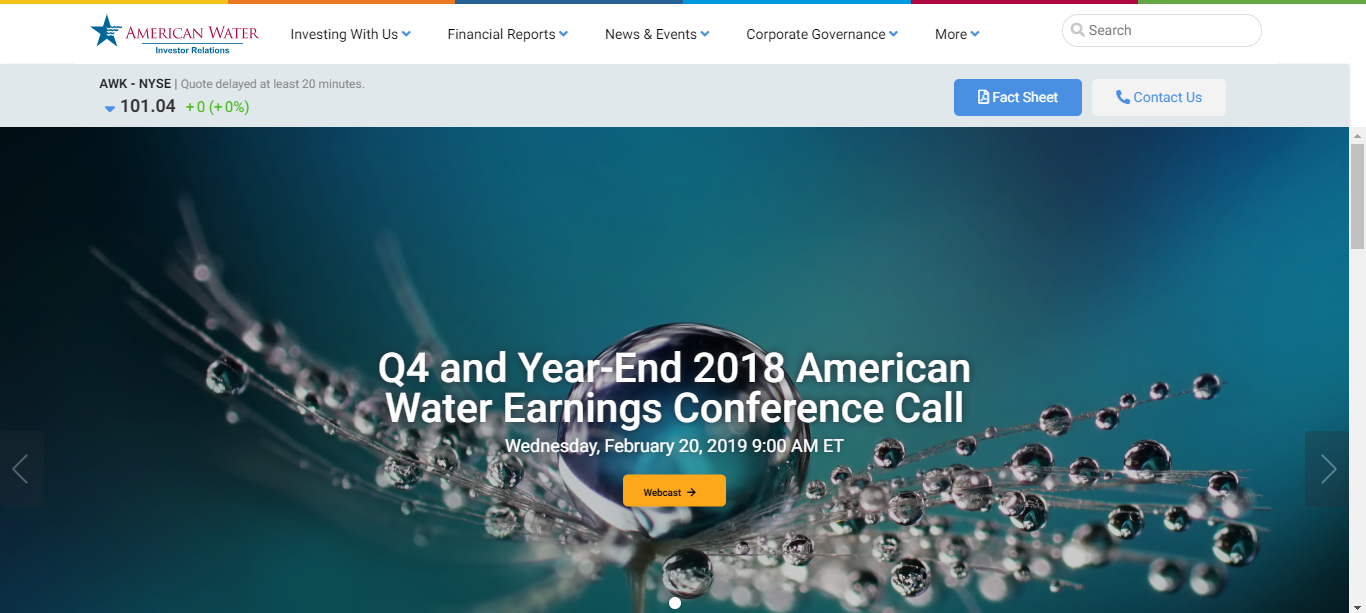 AMERICAN WATER
Investor Relations
Investing With Us
Financial Reports
News & Events
Corporate Governance
More
Search
AWK - NYSE | Quote delayed at least 20 minutes.
101.04 +0 (+0%)
Fact Sheet
Contact Us
Q4 and Year-End 2018 American
Water Earnings Conference Call
Wednesday, February 20, 2019 9:00 AM ET
Webcast